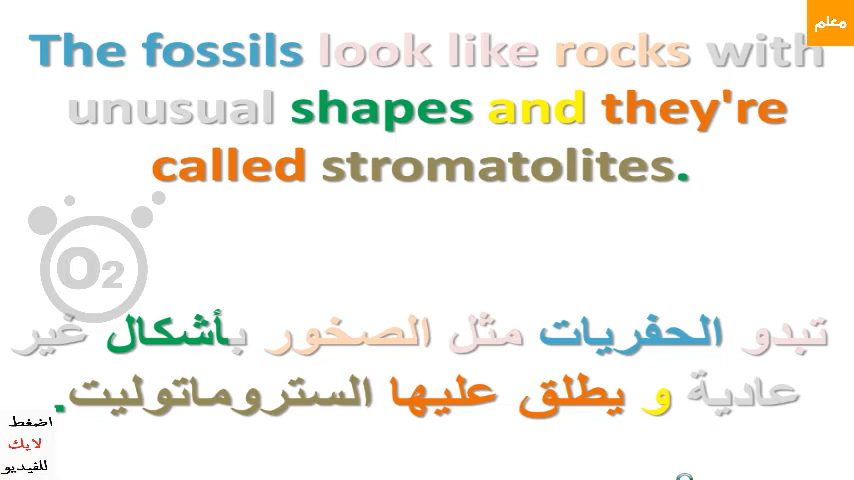 معلم
The fossils look like rocks with
unusual shapes and they're
called stromatolites.
O2
تبدو الحفريات مثل الصخور بأشكال غير
عادية و يطلق عليها الستروماتوليت.
اضغط
لايك
للفيديو